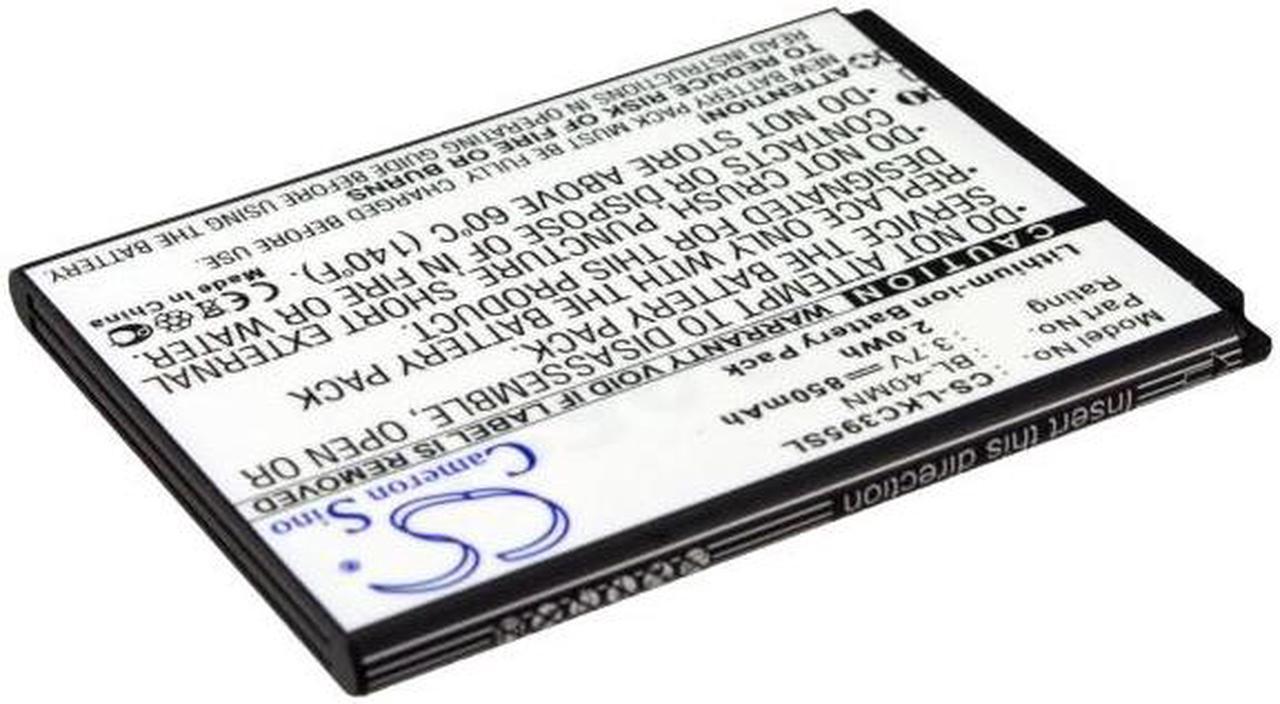 CS
Cameron Sino
®
Model No. : CS-LKC395SL
Part No. : BL-40MN
Rating : 3.7V 850mAh
2.0Wh
Lithium-ion Battery Pack
CAUTION WARRANTY VOID IF LABEL IS REMOVED
•DO NOT ATTEMPT TO DISASSEMBLE, OPEN OR
SERVICE THE BATTERY PACK.
•REPLACE ONLY WITH THE BATTERY PACK
DESIGNATED FOR THIS PRODUCT.
•DO NOT CRUSH, PUNCTURE, SHORT EXTERNAL
CONTACTS OR DISPOSE OF IN FIRE OR WATER.
•DO NOT STORE ABOVE 60°C (140°F).
ATTENTION!
NEW BATTERY PACK MUST BE FULLY CHARGED BEFORE USE.
TO REDUCE RISK OF FIRE OR BURNS
READ INSTRUCTIONS IN OPERATING GUIDE BEFORE USING THE BATTERY.
CE
Made in China
Insert this direction